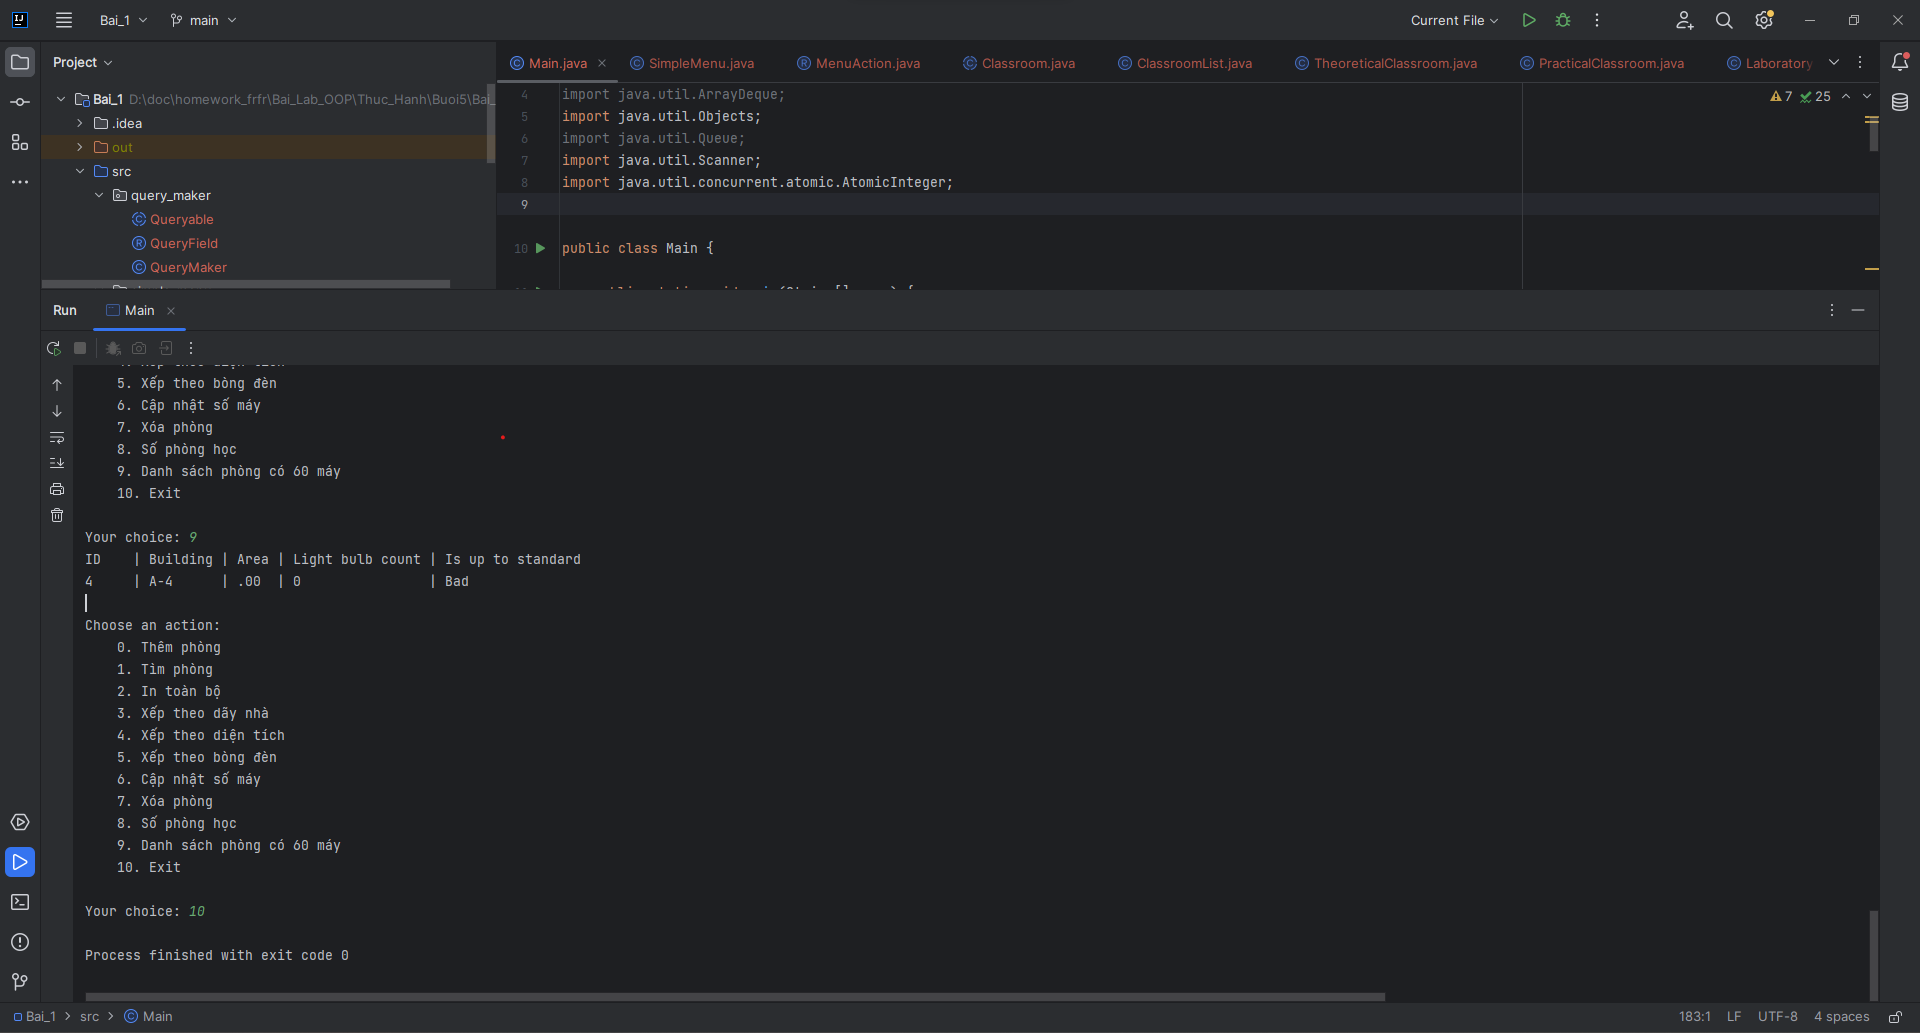 Bai_1
main
Current File
Project
Bai_1 D:\doc\homework_frfr\Bai_Lab_OOP\Thuc_Hanh\Buoi5\Bai_
.idea
out
src
query_maker
Queryable
QueryField
QueryMaker
Main.java
SimpleMenu.java
MenuAction.java
Classroom.java
ClassroomList.java
TheoreticalClassroom.java
PracticalClassroom.java
Laboratory
4 import java.util.ArrayDeque;
5 import java.util.Objects;
6 import java.util.Queue;
7 import java.util.Scanner;
8 import java.util.concurrent.atomic.AtomicInteger;
9
10 public class Main {
7 25
Run
Main
5. Xếp theo bòng đèn
6. Cập nhật số máy
7. Xóa phòng
8. Số phòng học
9. Danh sách phòng có 60 máy
10. Exit
Your choice: 9
ID | Building | Area | Light bulb count | Is up to standard
4 | A-4 | .00 | 0 | Bad
Choose an action:
0. Thêm phòng
1. Tìm phòng
2. In toàn bộ
3. Xếp theo dãy nhà
4. Xếp theo diện tích
5. Xếp theo bòng đèn
6. Cập nhật số máy
7. Xóa phòng
8. Số phòng học
9. Danh sách phòng có 60 máy
10. Exit
Your choice: 10
Process finished with exit code 0
Bai_1 > src > Main
183:1 LF UTF-8 4 spaces